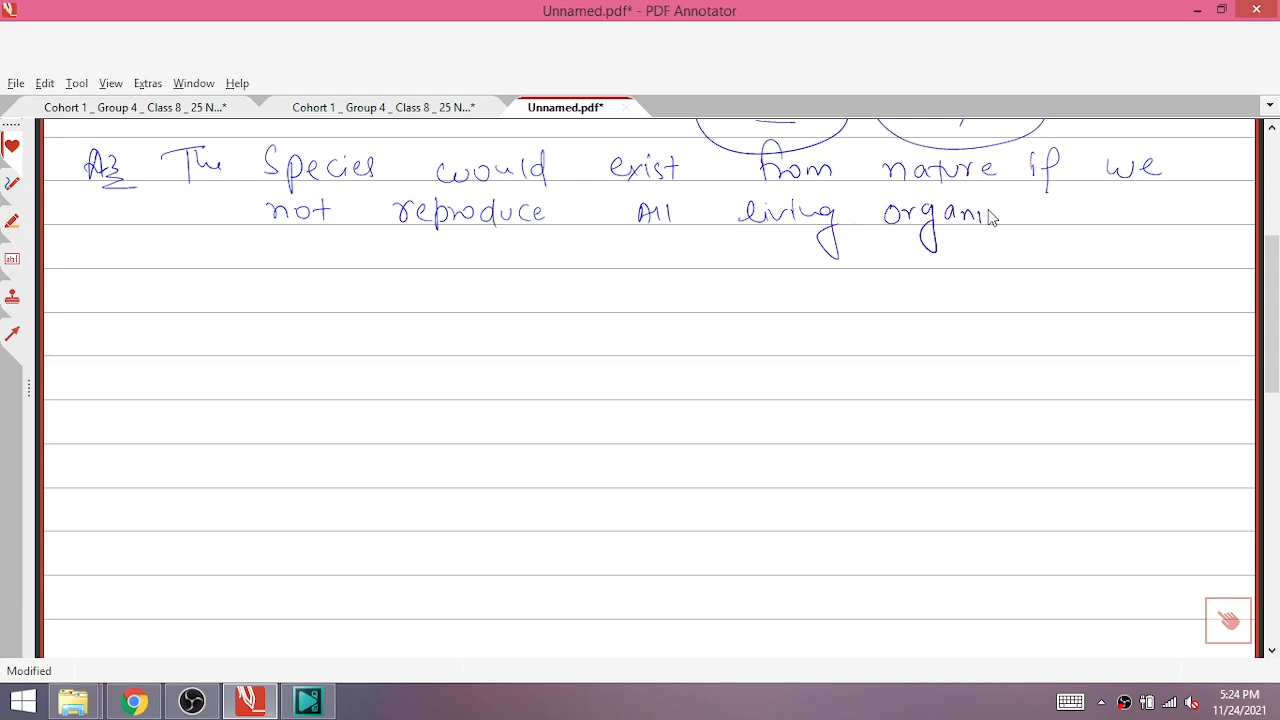 Unnamed.pdf* - PDF Annotator
File Edit Tool View Extras Window Help
Cohort 1 _ Group 4 _ Class 8 _ 25 N...* Cohort 1 _ Group 4 _ Class 8 _ 25 N...* Unnamed.pdf*
A3 The Species would exist from nature if we
not reproduce All living organi
Modified
5:24 PM
11/24/2021